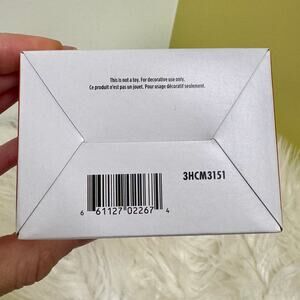 This is not a toy. For decorative use only.
Ce produit n'est pas un jouet. Pour usage décoratif seulement.
3HCM3151
6 61127 02267 4